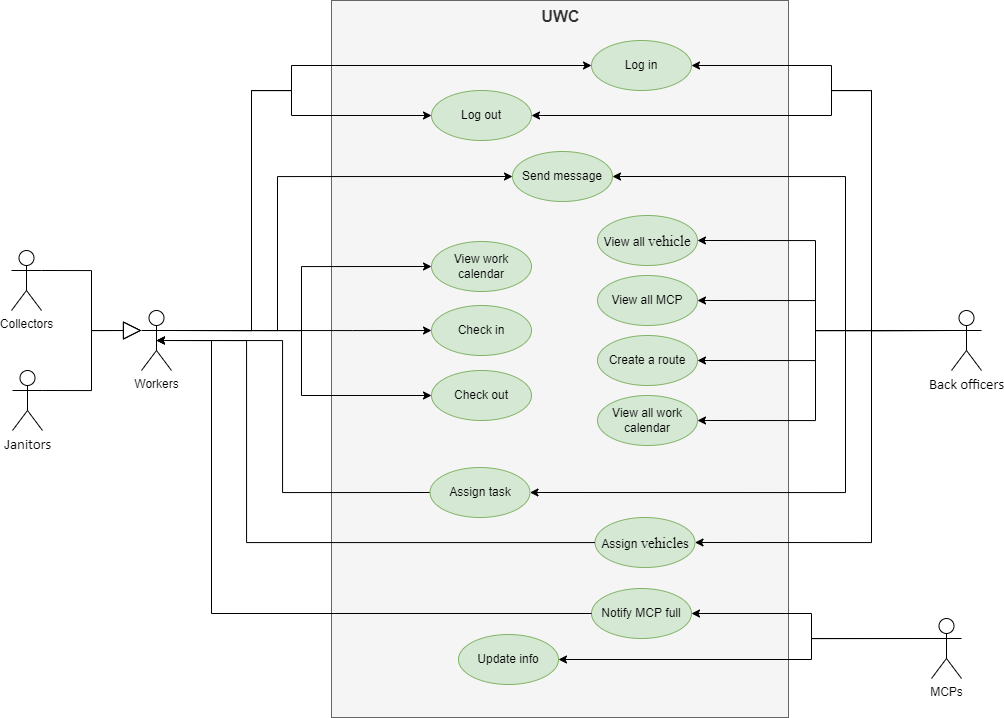 UWC
Log in
Log out
Send message
View all vehicle
View work
calendar
Collectors
View all MCP
Check in
Create a route
Workers
Back officers
Check out
View all work
calendar
Janitors
Assign task
Assign vehicles
Notify MCP full
Update info
MCPs